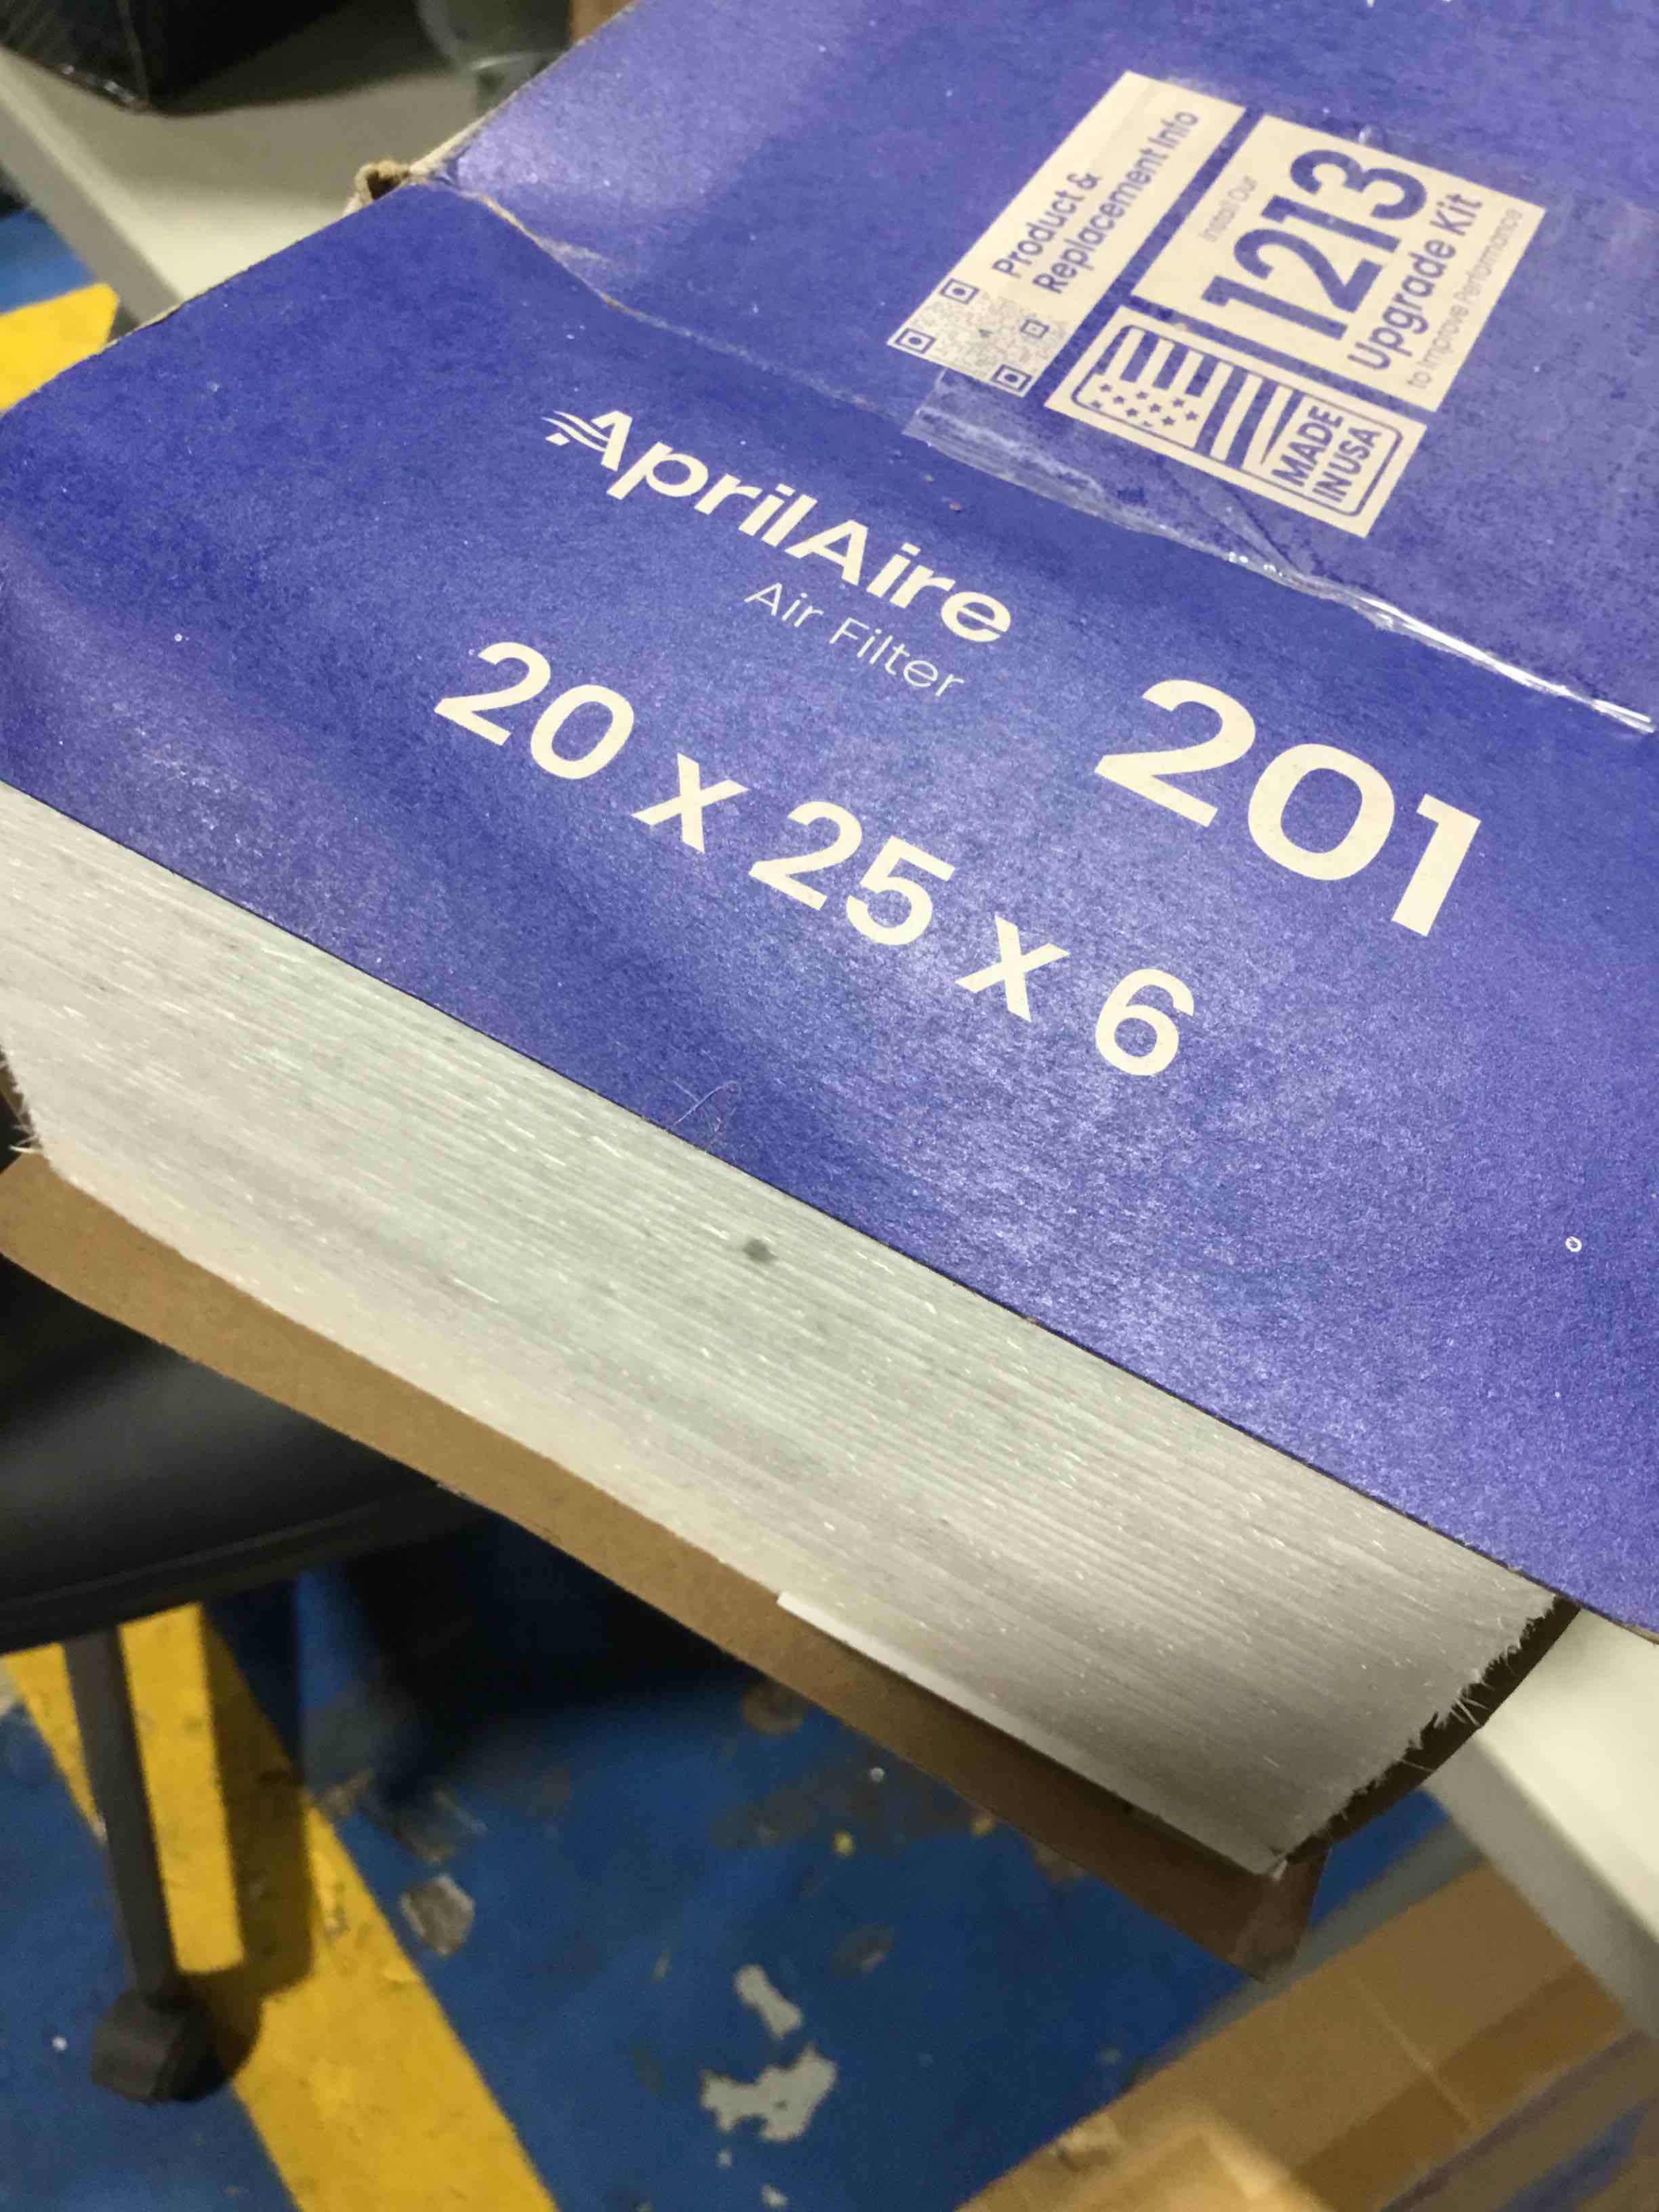 Product &
Replacement Info
Install Our
1213
Upgrade Kit
to Improve Performance
MADE
IN USA
AprilAire
Air Filter
201
20 x 25 x 6